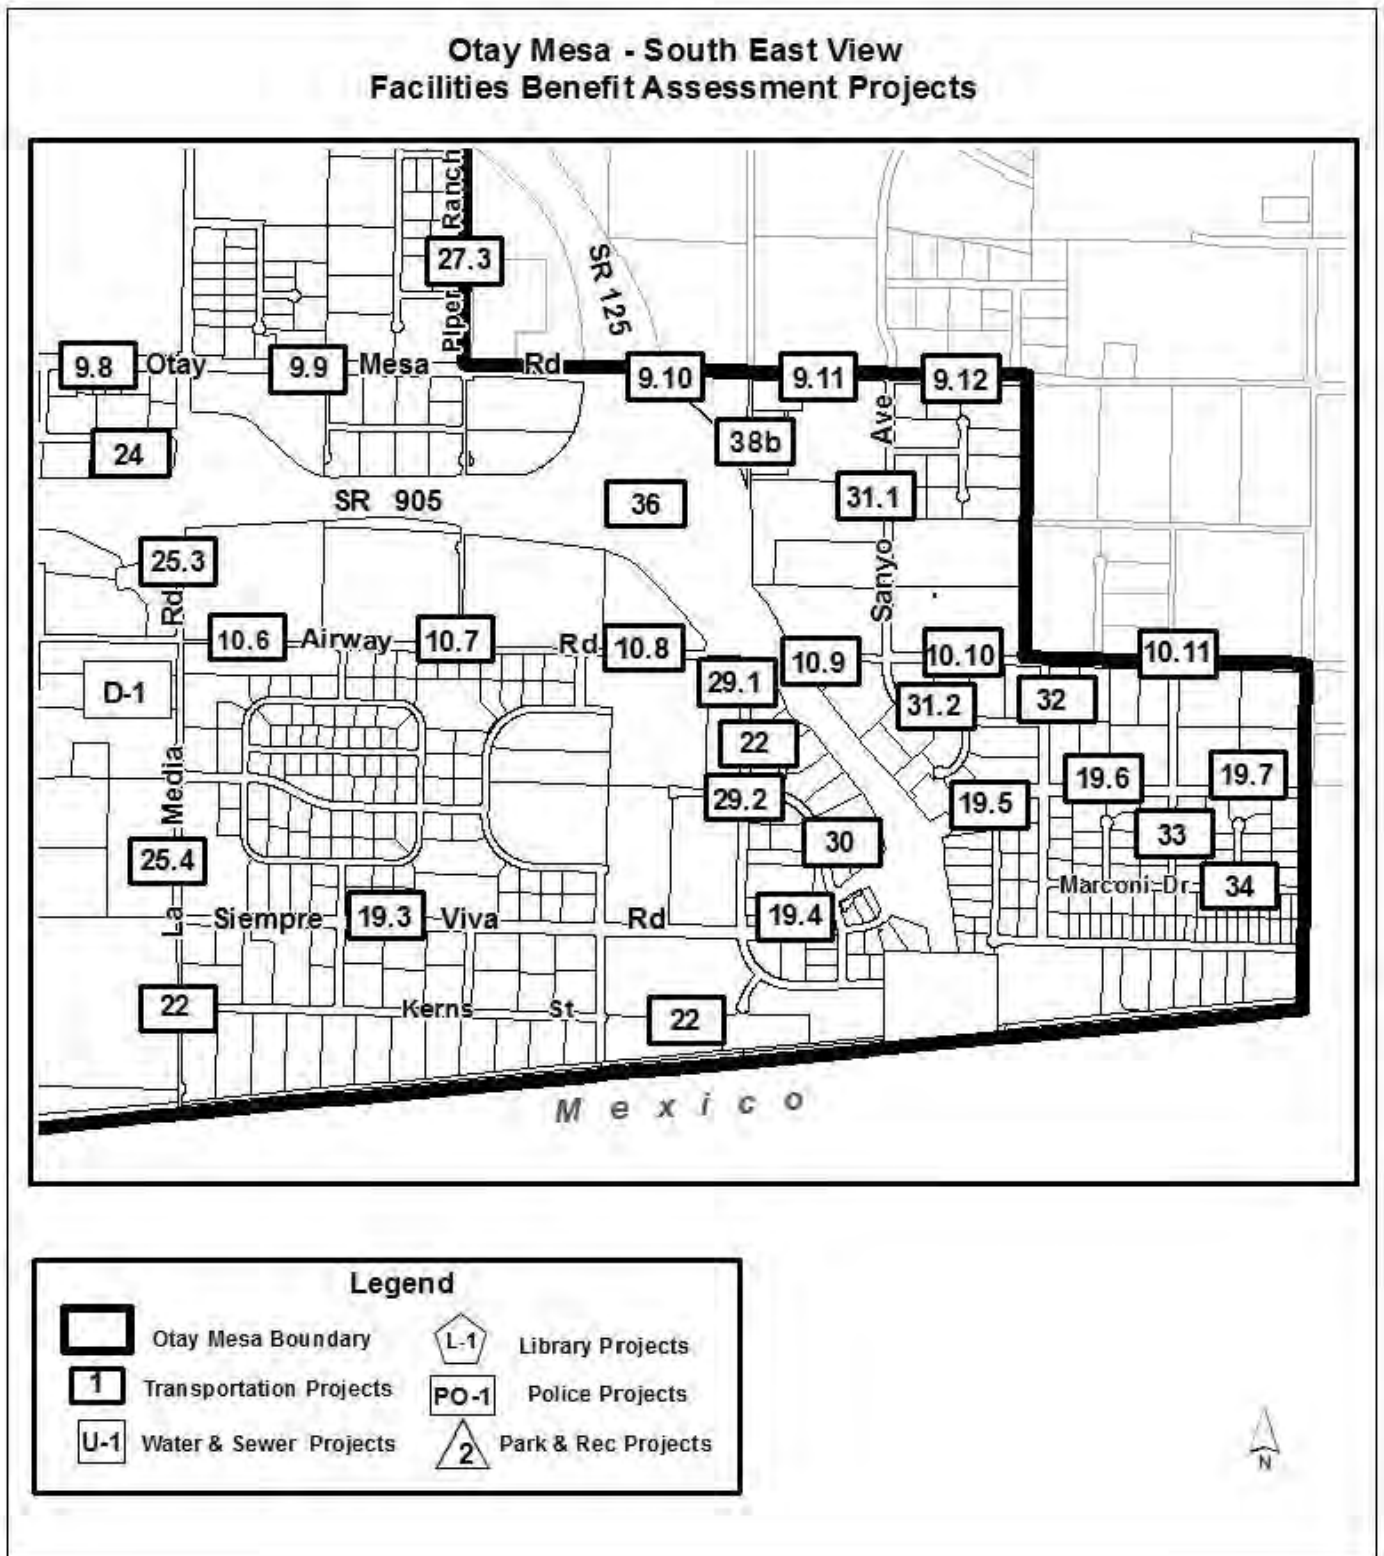 Otay Mesa - South East View
Facilities Benefit Assessment Projects
Piper Ranch
27.3
SR 125
9.8
Otay
9.9
Mesa
Rd
9.10
9.11
9.12
24
38b
Ave
SR 905
36
31.1
25.3
Sanyo
Rd
10.6
Airway
10.7
Rd
10.8
10.9
10.10
10.11
D-1
29.1
31.2
32
22
Media
29.2
19.5
19.6
19.7
25.4
30
33
Marconi Dr
34
La
Siempre
19.3
Viva
Rd
19.4
22
Kerns
St
22
Mexico
Legend
Otay Mesa Boundary
L-1
Library Projects
1
Transportation Projects
PO-1
Police Projects
U-1
Water & Sewer Projects
2
Park & Rec Projects
N